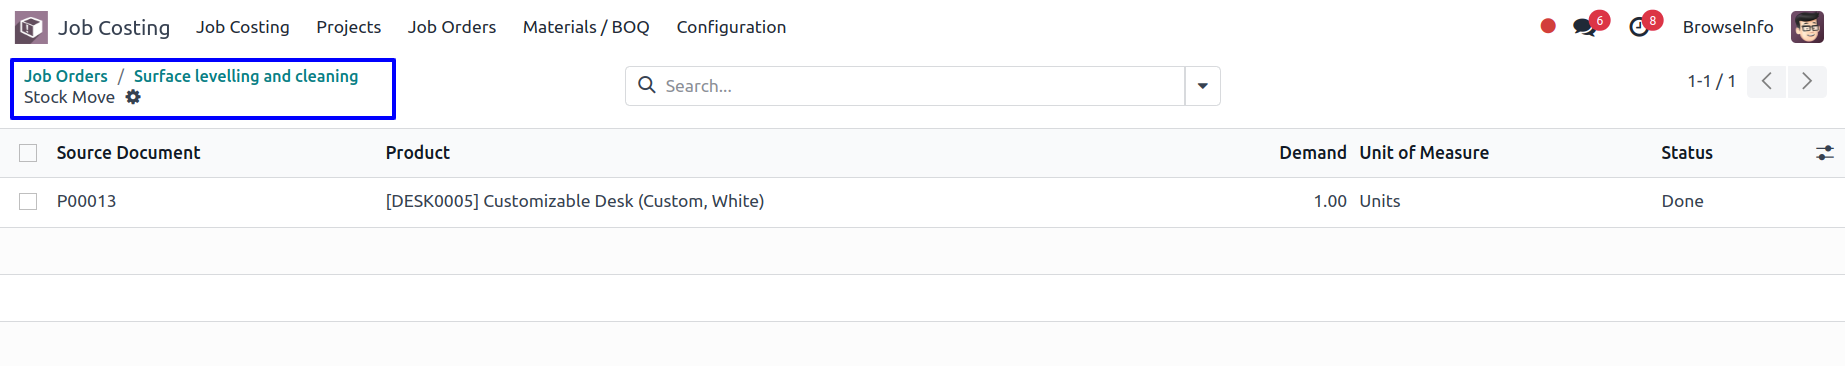 Job Costing Job Costing Projects Job Orders Materials / BOQ Configuration 6 8 BrowseInfo
Job Orders / Surface levelling and cleaning
Stock Move
Search...
1-1 / 1
Source Document Product Demand Unit of Measure Status
P00013 [DESK0005] Customizable Desk (Custom, White) 1.00 Units Done